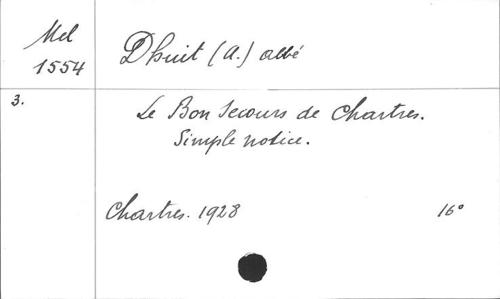 Mel
1554
Dhuit (A.) abbé
3.
Le Bon Secours de Chartres.
Simple notice.
Chartres. 1928
16°